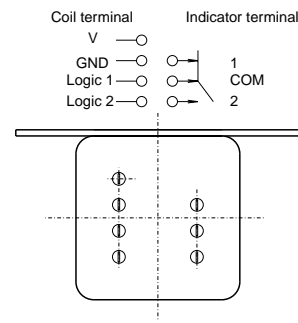 Coil terminal Indicator terminal
V
GND 1
Logic 1 COM
Logic 2 2